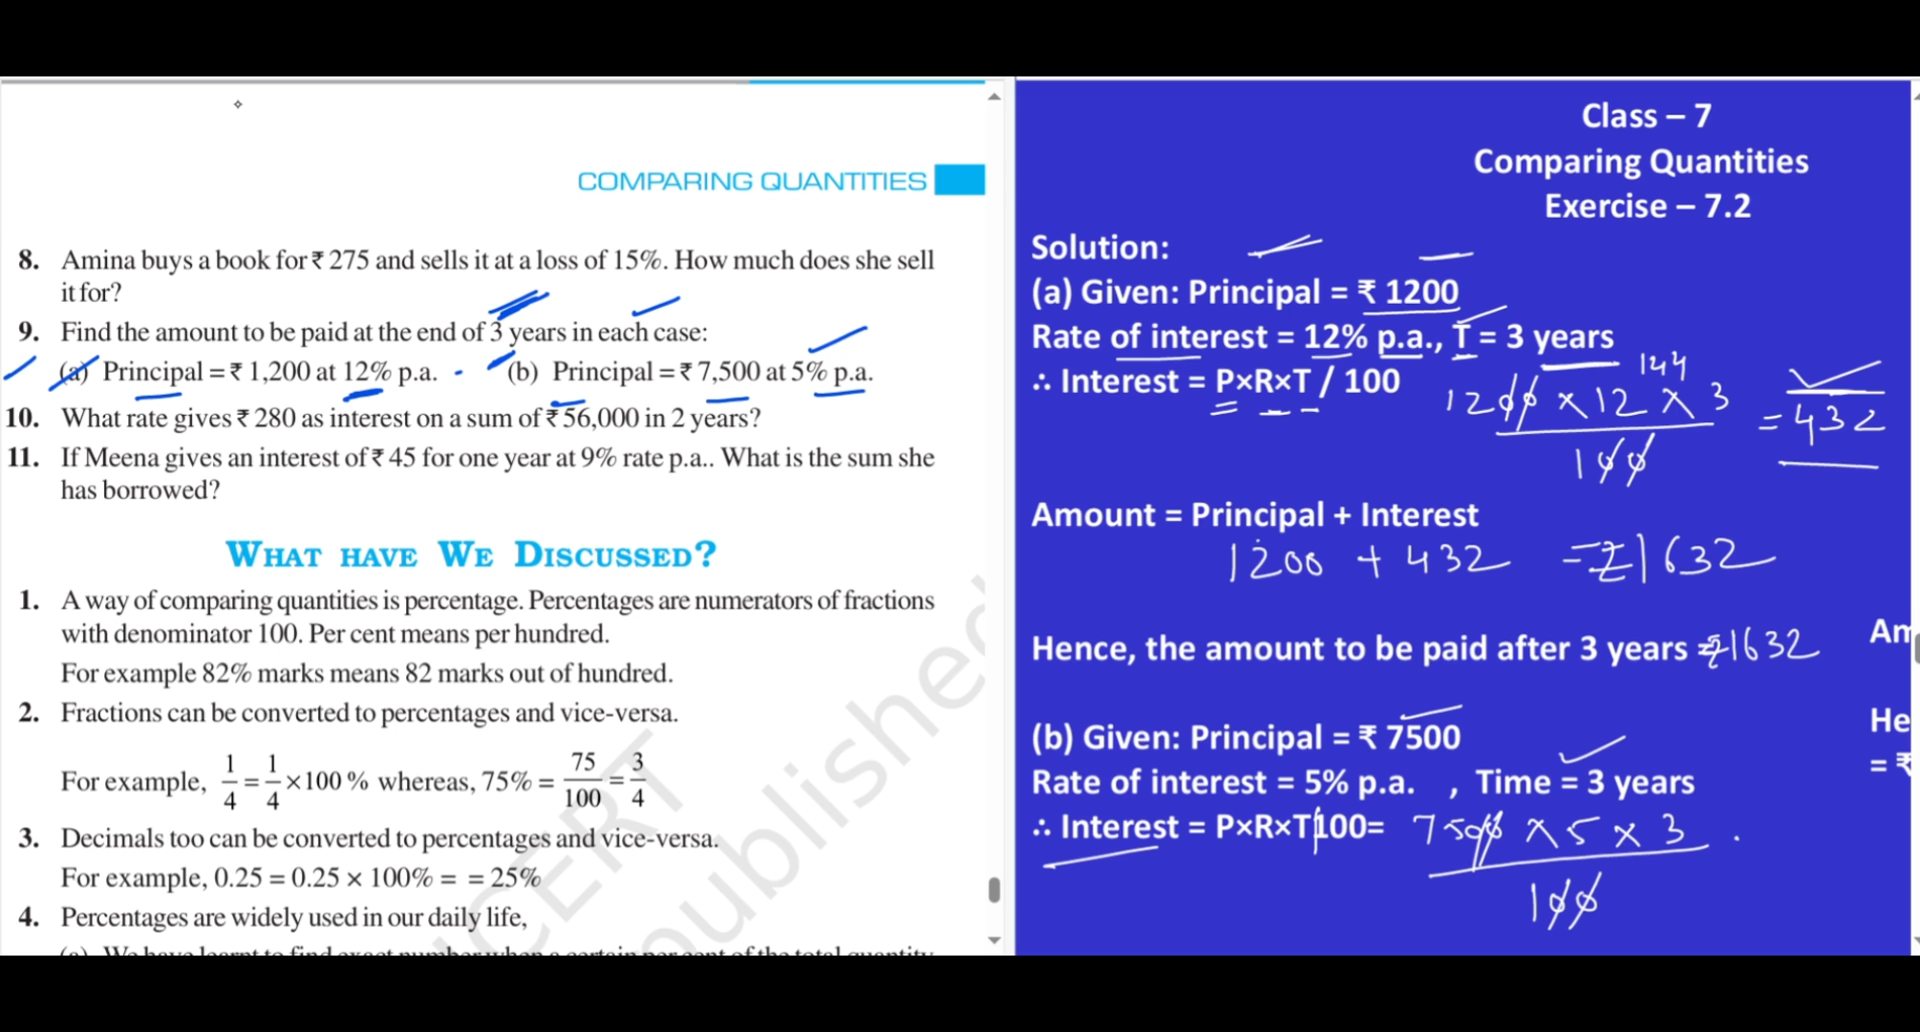 COMPARING QUANTITIES
8. Amina buys a book for ₹ 275 and sells it at a loss of 15%. How much does she sell
it for?
9. Find the amount to be paid at the end of 3 years in each case:
(a) Principal = ₹ 1,200 at 12% p.a. (b) Principal = ₹ 7,500 at 5% p.a.
10. What rate gives ₹ 280 as interest on a sum of ₹ 56,000 in 2 years?
11. If Meena gives an interest of ₹ 45 for one year at 9% rate p.a.. What is the sum she
has borrowed?
WHAT HAVE WE DISCUSSED?
1. A way of comparing quantities is percentage. Percentages are numerators of fractions
with denominator 100. Per cent means per hundred.
For example 82% marks means 82 marks out of hundred.
2. Fractions can be converted to percentages and vice-versa.
For example, 1/4 = 1/4 × 100 % whereas, 75% = 75/100 = 3/4
3. Decimals too can be converted to percentages and vice-versa.
For example, 0.25 = 0.25 × 100% = = 25%
4. Percentages are widely used in our daily life,
Class – 7
Comparing Quantities
Exercise – 7.2
Solution:
(a) Given: Principal = ₹ 1200
Rate of interest = 12% p.a., T = 3 years
144
∴ Interest = P×R×T / 100 1200 × 12 × 3 = 432
100
Amount = Principal + Interest
1200 + 432 = ₹1632
Hence, the amount to be paid after 3 years = ₹1632
(b) Given: Principal = ₹ 7500
Rate of interest = 5% p.a. , Time = 3 years
∴ Interest = P×R×T/100= 7500 × 5 × 3
100
Am
He
= ₹